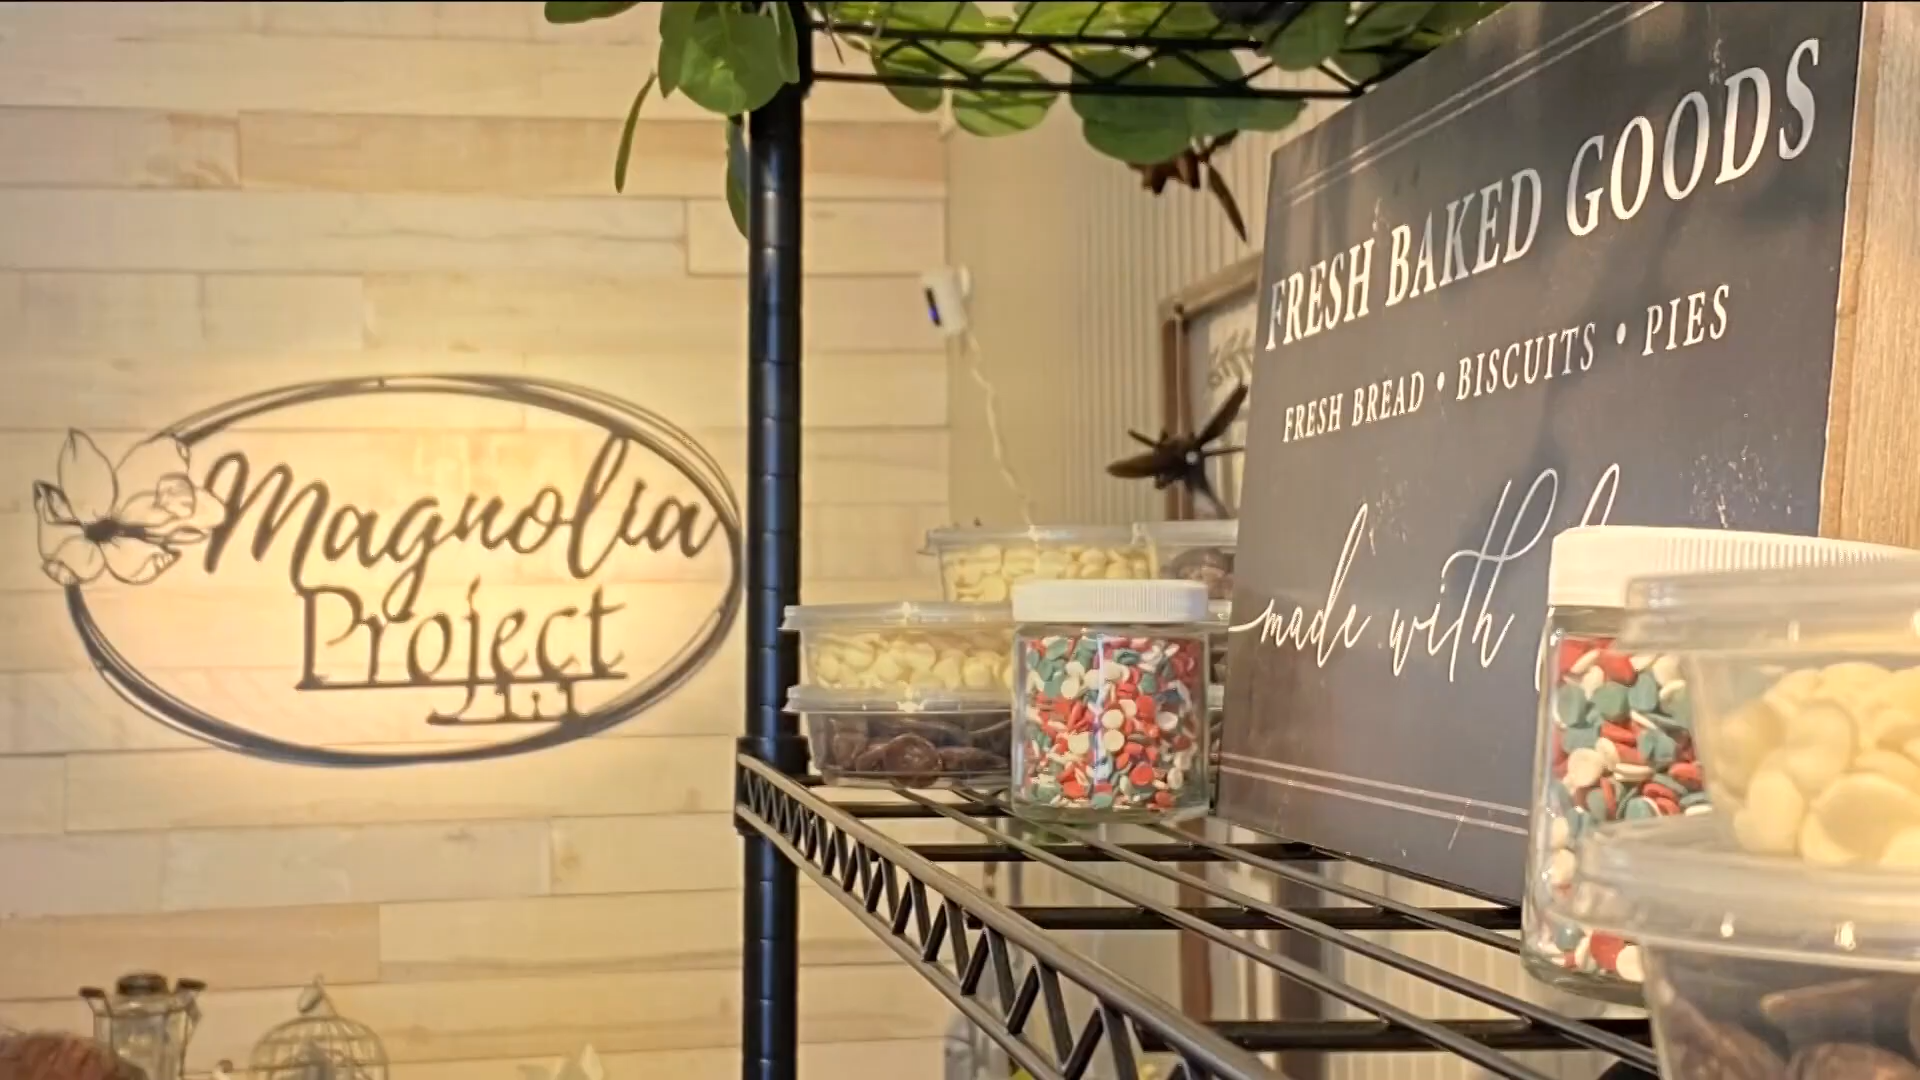 Magnolia
Project
FRESH BAKED GOODS
FRESH BREAD • BISCUITS • PIES
made with